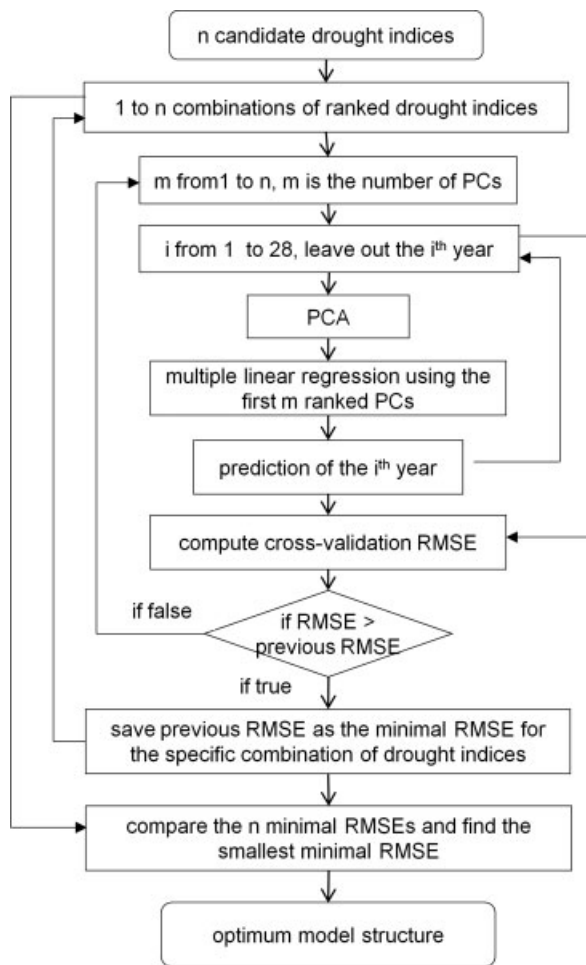 n candidate drought indices
1 to n combinations of ranked drought indices
m from1 to n, m is the number of PCs
i from 1 to 28, leave out the iᵗʰ year
PCA
multiple linear regression using the
first m ranked PCs
prediction of the iᵗʰ year
compute cross-validation RMSE
if false
if RMSE >
previous RMSE
if true
save previous RMSE as the minimal RMSE for
the specific combination of drought indices
compare the n minimal RMSEs and find the
smallest minimal RMSE
optimum model structure